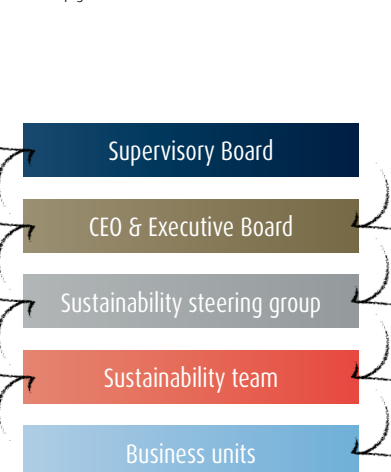 Supervisory Board
CEO & Executive Board
Sustainability steering group
Sustainability team
Business units